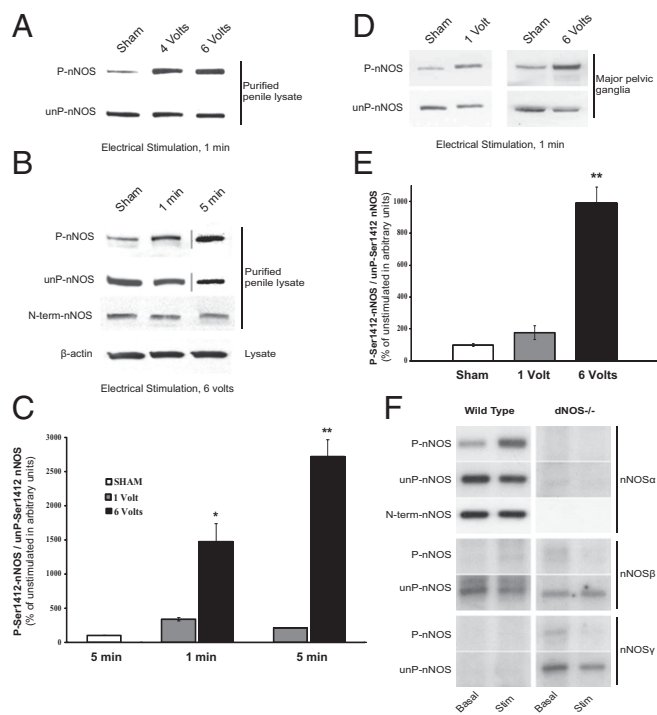 A
Sham
4 Volts
6 Volts
P-nNOS
unP-nNOS
Purified
penile lysate
Electrical Stimulation, 1 min
B
Sham
1 min
5 min
P-nNOS
unP-nNOS
N-term-nNOS
β-actin
Purified
penile lysate
Lysate
Electrical Stimulation, 6 volts
C
P-Ser1412-nNOS / unP-Ser1412 nNOS
(% of unstimulated in arbitrary units)
3000
2500
1500
500
100
0
SHAM
1 Volt
6 Volts
*
**
5 min
1 min
5 min
D
Sham
1 Volt
Sham
6 Volts
P-nNOS
unP-nNOS
Major pelvic
ganglia
Electrical Stimulation, 1 min
E
P-Ser1412-nNOS / unP-Ser1412 nNOS
(% of unstimulated in arbitrary units)
1000
800
400
200
100
0
**
Sham
1 Volt
6 Volts
F
Wild Type
dNOS-/-
P-nNOS
unP-nNOS
N-term-nNOS
nNOSα
P-nNOS
unP-nNOS
nNOSβ
P-nNOS
unP-nNOS
nNOSγ
Basal
Stim
Basal
Stim